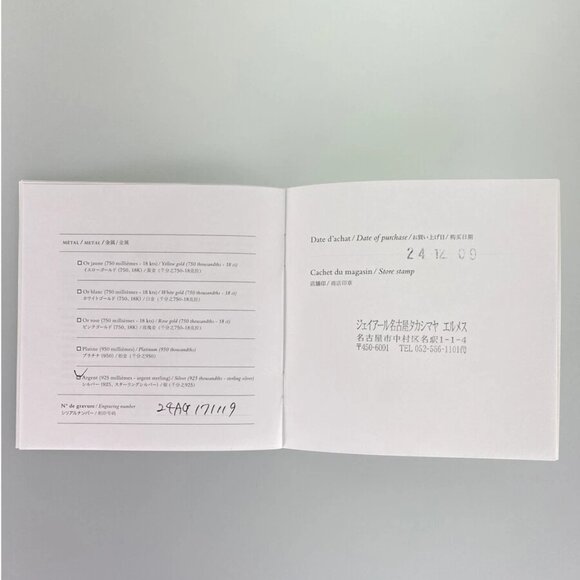 METAL / METAL / 金属 / 金属
Or jaune (750 millièmes - 18 kts) / Yellow gold (750 thousandths - 18 ct)
イエローゴールド (750, 18K) / 黄金 (千分之750-18克拉)
Or blanc (750 millièmes - 18 kts) / White gold (750 thousandths - 18 ct)
ホワイトゴールド (750, 18K) / 白金 (千分之750-18克拉)
Or rose (750 millièmes - 18 kts) / Rose gold (750 thousandths - 18 ct)
ピンクゴールド (750, 18K) / 玫瑰金 (千分之750-18克拉)
Platine (950 millièmes) / Platinum (950 thousandths)
プラチナ (950) / 铂金 (千分之950)
Argent (925 millièmes - argent sterling) / Silver (925 thousandths - sterling silver)
シルバー (925, スターリングシルバー) / 银 (千分之925)
N° de gravure / Engraving number
シリアルナンバー / 雕印号码
24AG 171119
Date d'achat / Date of purchase / お買い上げ日 / 购买日期
24 12. 09
Cachet du magasin / Store stamp
店舗印 / 商店印章
ジェイアール名古屋タカシマヤ エルメス
名古屋市中村区名駅1-1-4
〒450-6001 TEL 052-566-1101代